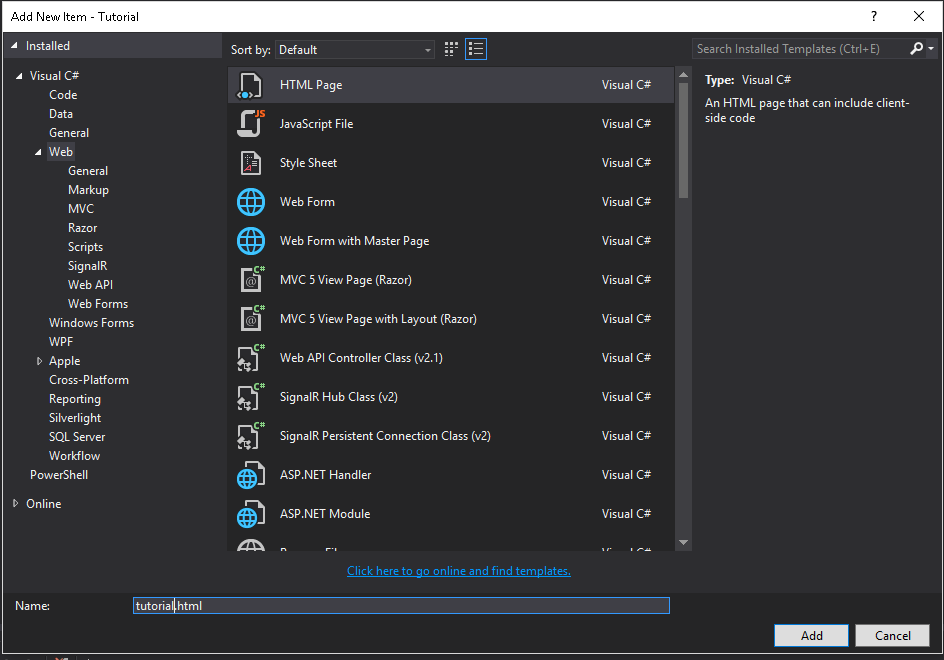 Add New Item - Tutorial
?
Installed
Sort by: Default
Search Installed Templates (Ctrl+E)
Visual C#
Code
Data
General
Web
General
Markup
MVC
Razor
Scripts
SignalR
Web API
Web Forms
Windows Forms
WPF
Apple
Cross-Platform
Reporting
Silverlight
SQL Server
Workflow
PowerShell
Online
HTML Page Visual C#
JS
JavaScript File Visual C#
Style Sheet Visual C#
Web Form Visual C#
Web Form with Master Page Visual C#
C#
@
MVC 5 View Page (Razor) Visual C#
C#
@
MVC 5 View Page with Layout (Razor) Visual C#
C#
Web API Controller Class (v2.1) Visual C#
C#
SignalR Hub Class (v2) Visual C#
C#
SignalR Persistent Connection Class (v2) Visual C#
ASP.NET Handler Visual C#
ASP.NET Module Visual C#
Visual C#
Type: Visual C#
An HTML page that can include client-
side code
Click here to go online and find templates.
Name: tutorial.html
Add
Cancel